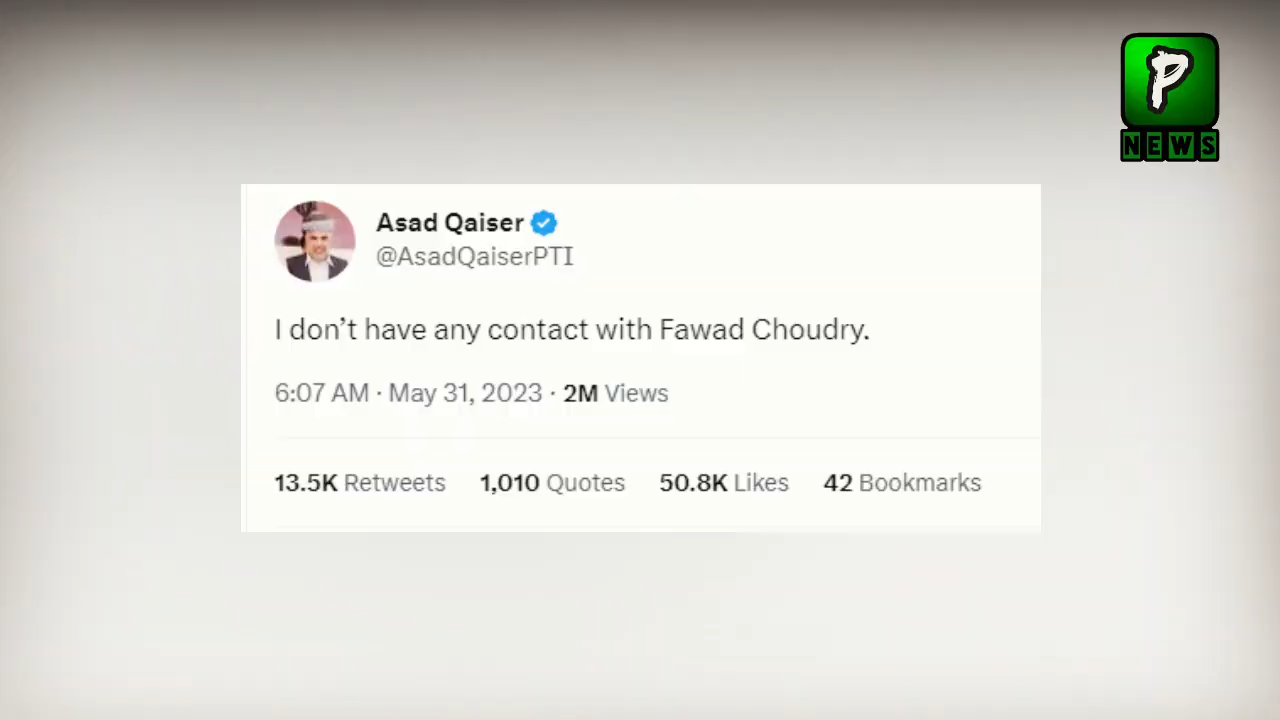 P
NEWS
Asad Qaiser
@AsadQaiserPTI
I don’t have any contact with Fawad Choudry.
6:07 AM · May 31, 2023 · 2M Views
13.5K Retweets 1,010 Quotes 50.8K Likes 42 Bookmarks